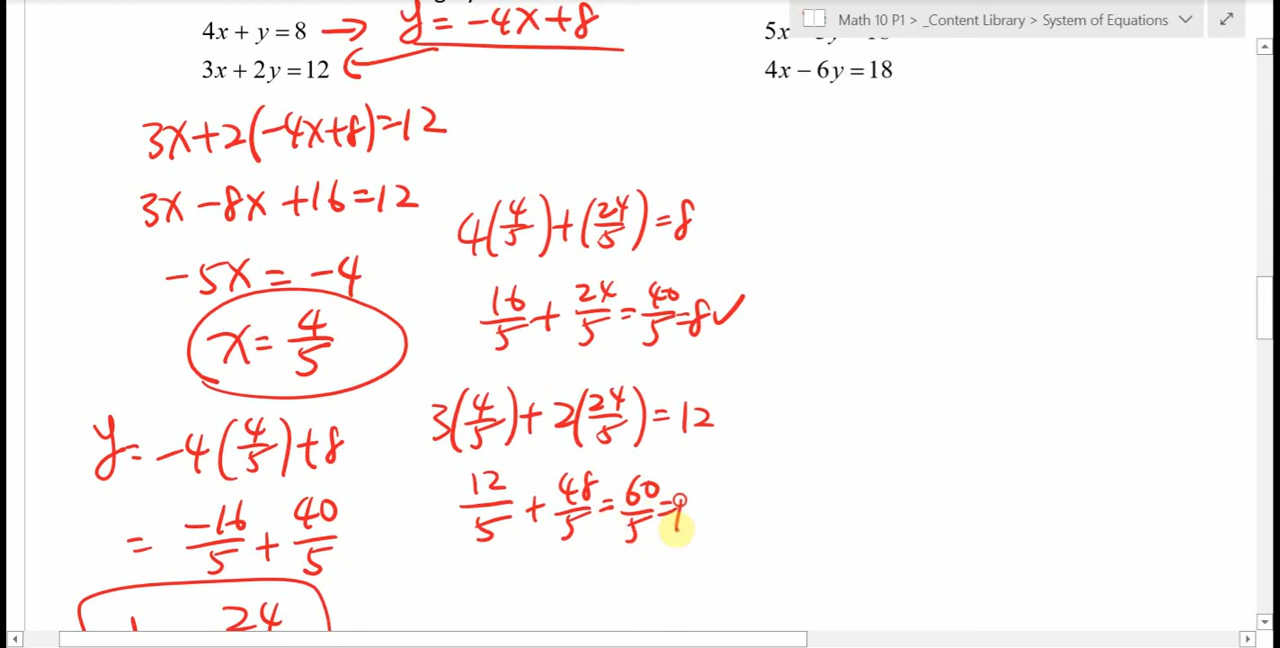 Math 10 P1 > _Content Library > System of Equations
4x + y = 8 → y = -4x+8
3x + 2y = 12
5x
4x − 6y = 18
3x+2(-4x+8)=12
3x -8x +16=12
-5x = -4
x= 4/5
y= -4(4/5)+8
= -16/5 + 40/5
24
4(4/5)+(24/5)=8
16/5 + 24/5 = 40/5 =8✓
3(4/5)+2(24/5)=12
12/5 + 48/5 = 60/5 =